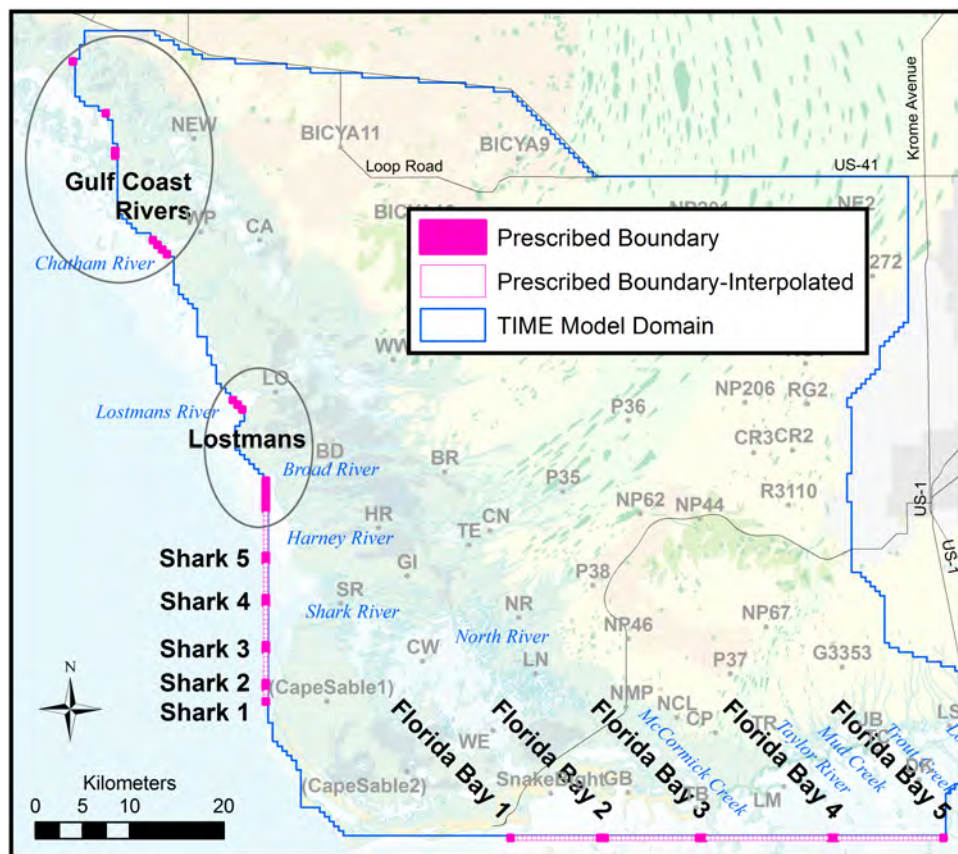 NEW
BICYA11
BICYA9
Krome Avenue
Loop Road
US-41
Gulf Coast
Rivers
WP
CA
Chatham River
NE2
272
Prescribed Boundary
Prescribed Boundary-Interpolated
TIME Model Domain
LO
Lostmans River
Lostmans
BD
Broad River
BR
P36
NP206
RG2
CR3
CR2
P35
NP62
NP44
R3110
US-1
US-1
HR
Harney River
TE
CN
GI
Shark 5
Shark 4
Shark 3
Shark 2
Shark 1
SR
Shark River
NR
North River
CW
LN
P38
NP46
NP67
P37
G3353
NMP
NCL
CP
TR
LS
(CapeSable1)
(CapeSable2)
WE
SnakeBight
GB
TB
LM
McCormick Creek
Taylor River
Mud Creek
Trout Creek
Florida Bay 1
Florida Bay 2
Florida Bay 3
Florida Bay 4
Florida Bay 5
N
Kilometers
0 5 10 20